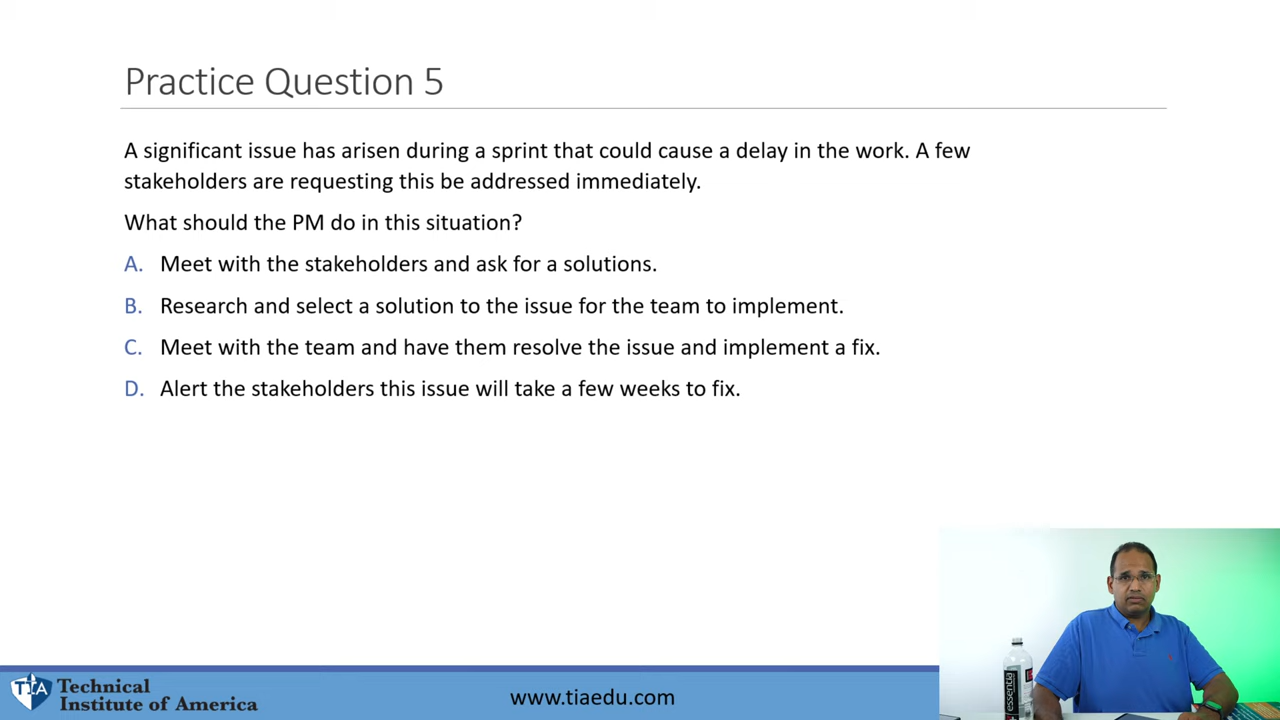 Practice Question 5
A significant issue has arisen during a sprint that could cause a delay in the work. A few
stakeholders are requesting this be addressed immediately.
What should the PM do in this situation?
A. Meet with the stakeholders and ask for a solutions.
B. Research and select a solution to the issue for the team to implement.
C. Meet with the team and have them resolve the issue and implement a fix.
D. Alert the stakeholders this issue will take a few weeks to fix.
essentia
TIA
Technical
Institute of America
www.tiaedu.com